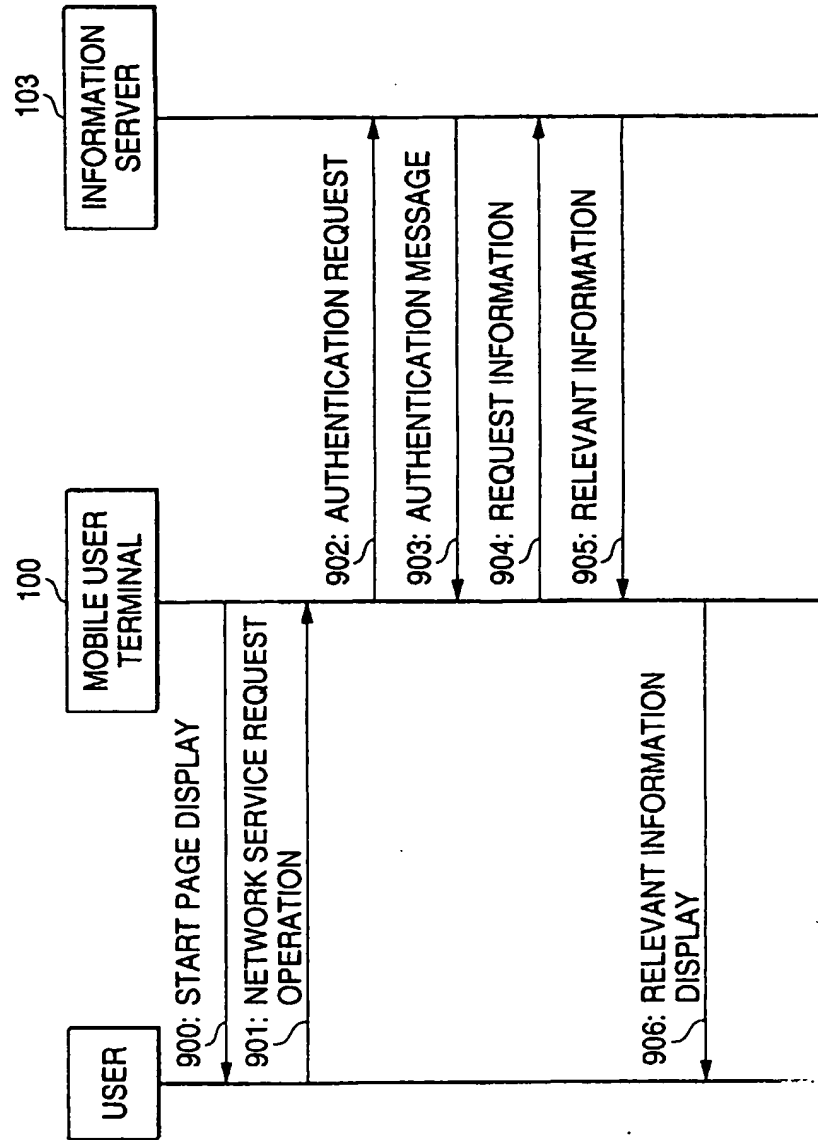 USER
100
MOBILE USER
TERMINAL
103
INFORMATION
SERVER
900: START PAGE DISPLAY
901: NETWORK SERVICE REQUEST
OPERATION
902: AUTHENTICATION REQUEST
903: AUTHENTICATION MESSAGE
904: REQUEST INFORMATION
905: RELEVANT INFORMATION
906: RELEVANT INFORMATION
DISPLAY